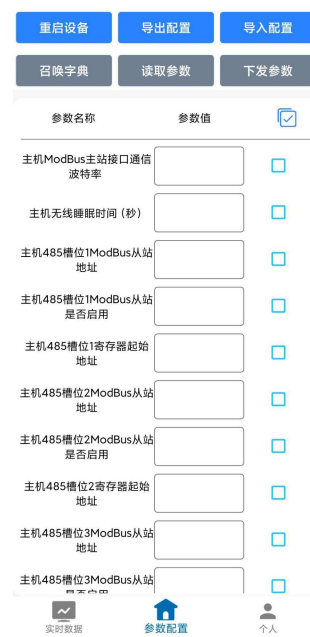 重启设备 导出配置 导入配置
召唤字典 读取参数 下发参数
参数名称 参数值
主机ModBus主站接口通信
波特率
主机无线睡眠时间 (秒)
主机485槽位1ModBus从站
地址
主机485槽位1ModBus从站
是否启用
主机485槽位1寄存器起始
地址
主机485槽位2ModBus从站
地址
主机485槽位2ModBus从站
是否启用
主机485槽位2寄存器起始
地址
主机485槽位3ModBus从站
地址
主机485槽位3ModBus从站
是否启用
实时数据 参数配置 个人